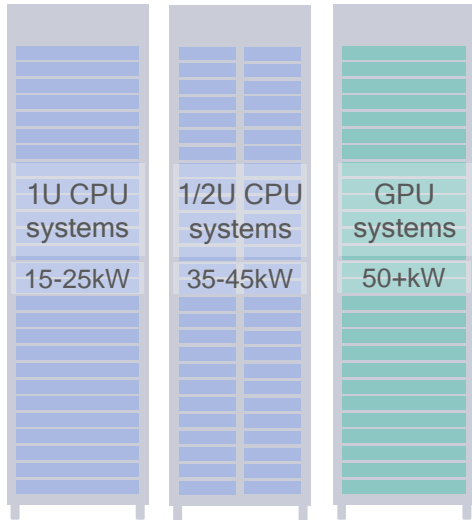 1U CPU
systems
15-25kW
1/2U CPU
systems
35-45kW
GPU
systems
50+kW